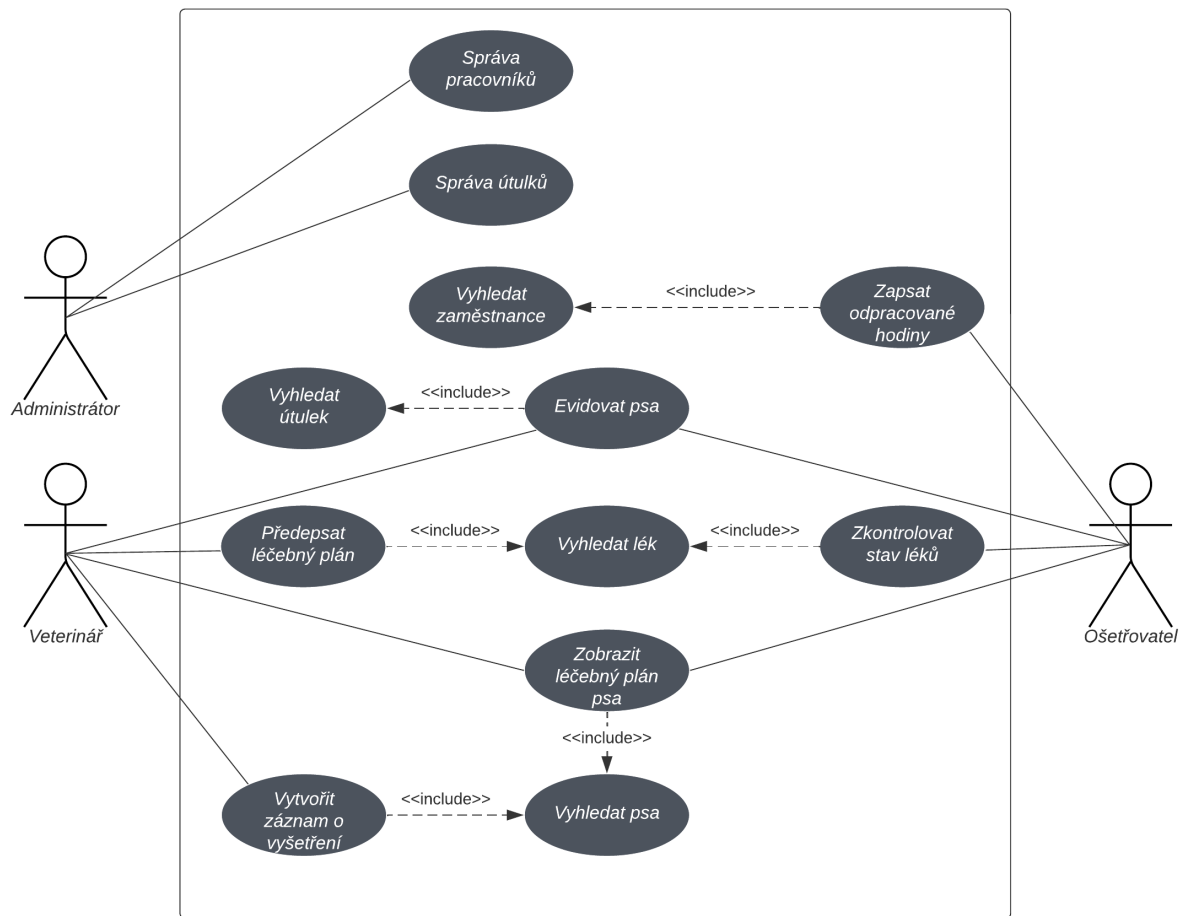 Správa
pracovníků
Správa útulků
Administrátor
Vyhledat
zaměstnance
<<include>>
Zapsat
odpracované
hodiny
Vyhledat
útulek
<<include>>
Evidovat psa
Veterinář
Předepsat
léčebný plán
<<include>>
Vyhledat lék
<<include>>
Zkontrolovat
stav léků
Ošetřovatel
Zobrazit
léčebný plán
psa
<<include>>
Vytvořit
záznam o
vyšetření
<<include>>
Vyhledat psa